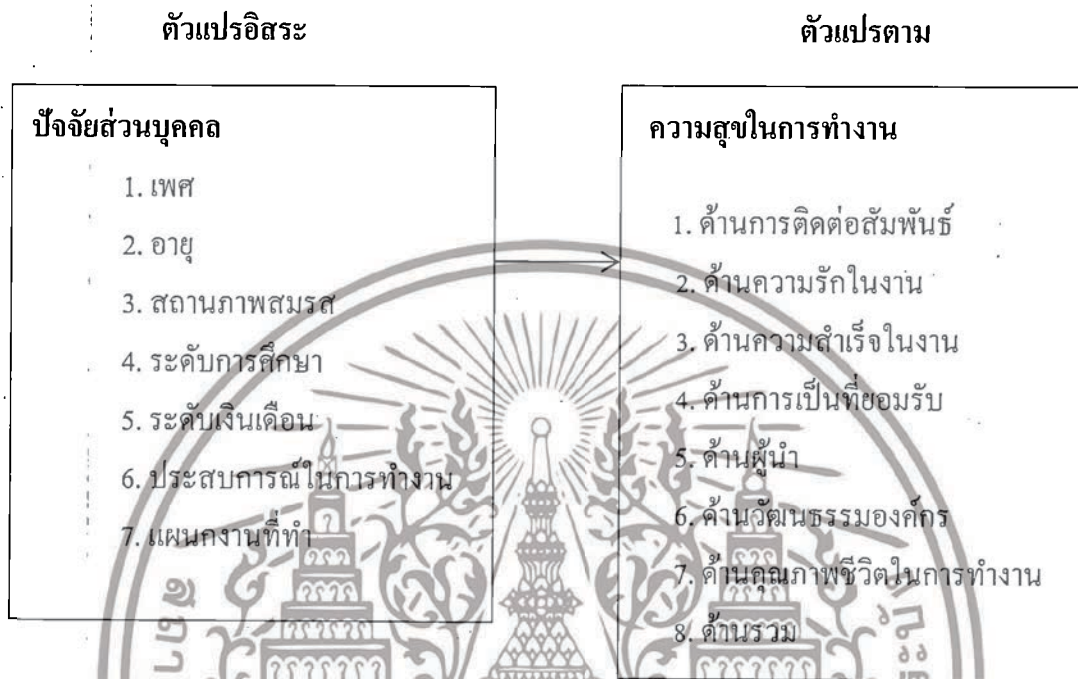 ตัวแปรอิสระ
ตัวแปรตาม
ปัจจัยส่วนบุคคล
1. เพศ
2. อายุ
3. สถานภาพสมรส
4. ระดับการศึกษา
5. ระดับเงินเดือน
6. ประสบการณ์ในการทำงาน
7. แผนกงานที่ทำ
ความสุขในการทำงาน
1. ด้านการติดต่อสัมพันธ์
2. ด้านความรักในงาน
3. ด้านความสำเร็จในงาน
4. ด้านการเป็นที่ยอมรับ
5. ด้านผู้นำ
6. ด้านวัฒนธรรมองค์กร
7. ด้านคุณภาพชีวิตในการทำงาน
8. ด้านรวม